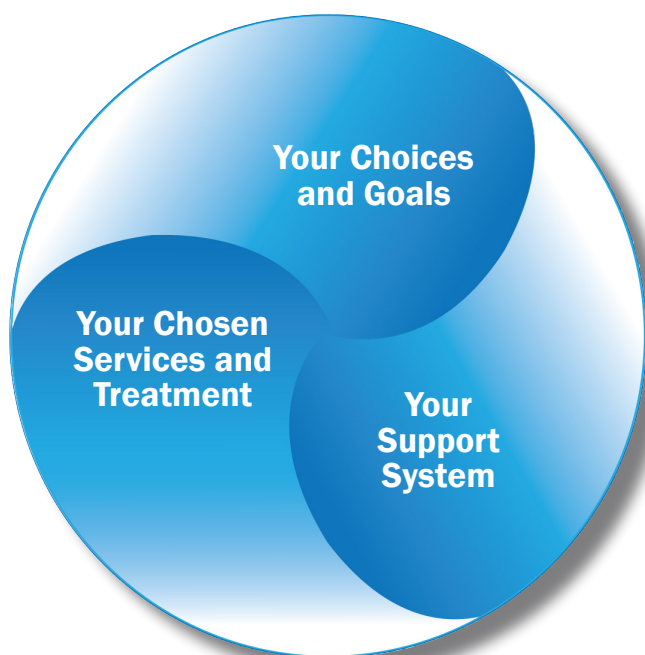 Your Choices
and Goals
Your Chosen
Services and
Treatment
Your
Support
System